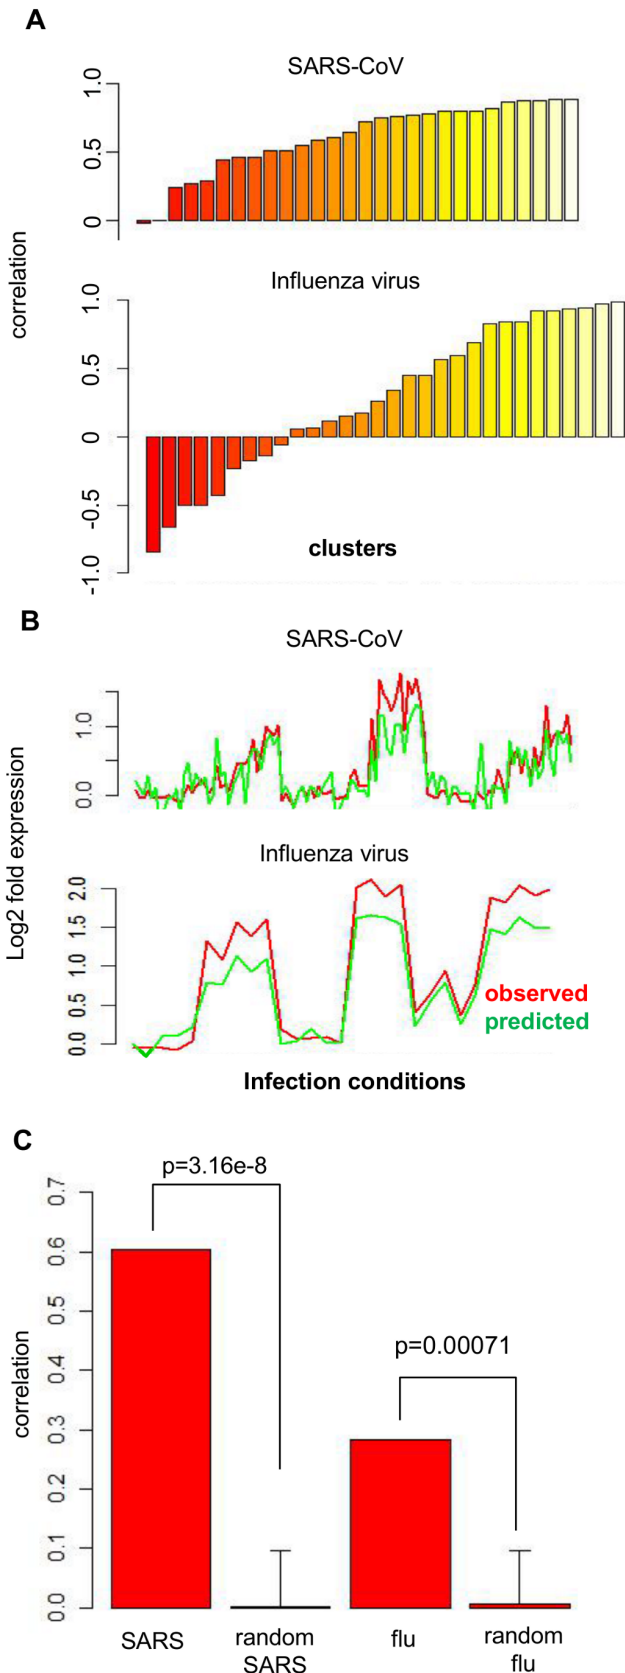 A
SARS-CoV
1.0
0.5
0
correlation
Influenza virus
1.0
0.5
0
-0.5
-1.0
clusters
B
SARS-CoV
1.0
0.0
Log2 fold expression
Influenza virus
2.0
1.5
1.0
0.5
0.0
observed
predicted
Infection conditions
C
p=3.16e-8
0.7
0.6
0.5
0.4
0.3
0.2
0.1
0.0
correlation
p=0.00071
SARS
random
SARS
flu
random
flu